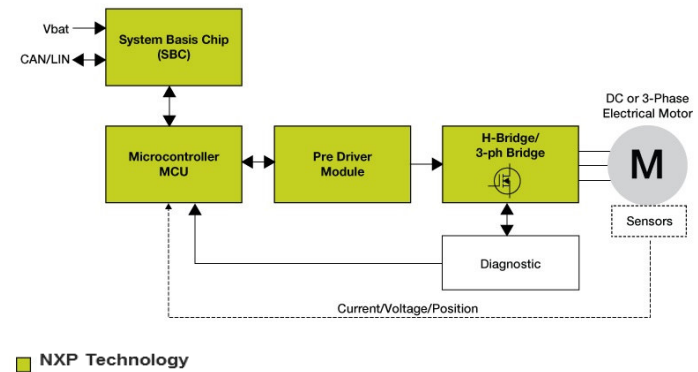 Vbat
CAN/LIN
System Basis Chip
(SBC)
Microcontroller
MCU
Pre Driver
Module
H-Bridge/
3-ph Bridge
DC or 3-Phase
Electrical Motor
M
Sensors
Diagnostic
Current/Voltage/Position
NXP Technology